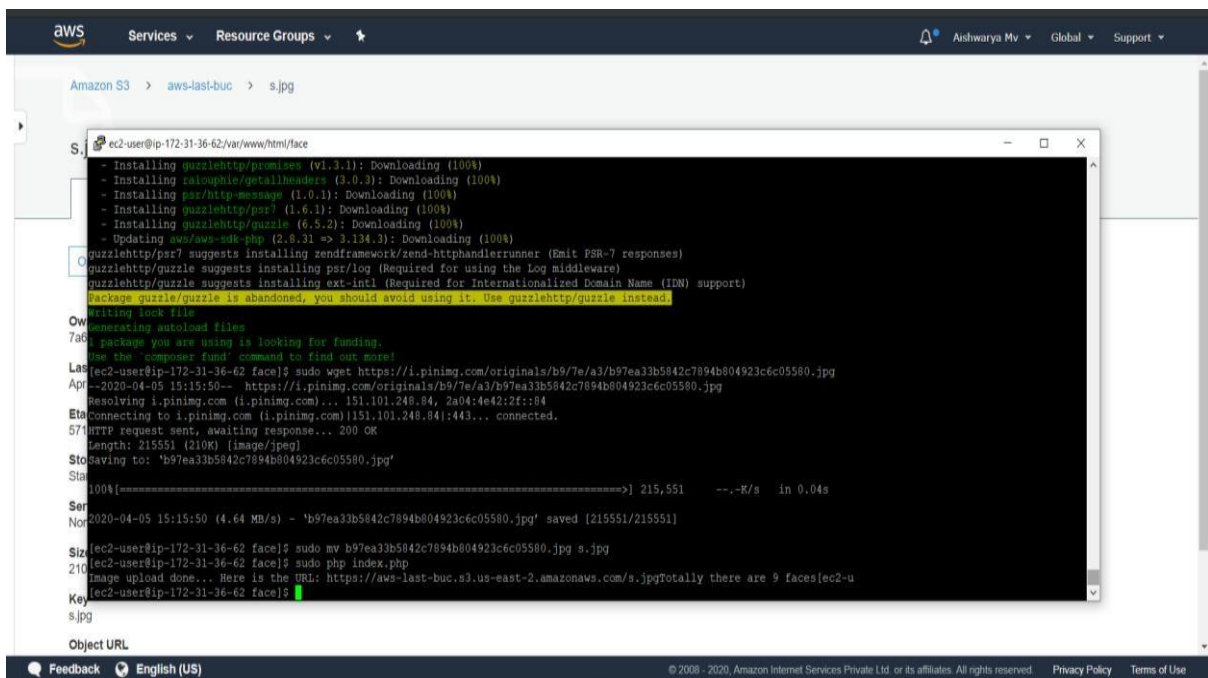 aws
Services Resource Groups Aishwarya Mv Global Support
Amazon S3 > aws-last-buc > s.jpg
s.j
ec2-user@ip-172-31-36-62:/var/www/html/face
- Installing guzzlehttp/promises (v1.3.1): Downloading (100%)
- Installing ralouphie/getallheaders (3.0.3): Downloading (100%)
- Installing psr/http-message (1.0.1): Downloading (100%)
- Installing guzzlehttp/psr7 (1.6.1): Downloading (100%)
- Installing guzzlehttp/guzzle (6.5.2): Downloading (100%)
- Updating aws/aws-sdk-php (2.8.31 => 3.134.3): Downloading (100%)
guzzlehttp/psr7 suggests installing zendframework/zend-httphandlerrunner (Emit PSR-7 responses)
guzzlehttp/guzzle suggests installing psr/log (Required for using the Log middleware)
guzzlehttp/guzzle suggests installing ext-intl (Required for Internationalized Domain Name (IDN) support)
Package guzzle/guzzle is abandoned, you should avoid using it. Use guzzlehttp/guzzle instead.
Writing lock file
Generating autoload files
1 package you are using is looking for funding.
Use the `composer fund` command to find out more!
[ec2-user@ip-172-31-36-62 face]$ sudo wget https://i.pinimg.com/originals/b9/7e/a3/b97ea33b5842c7894b804923c6c05580.jpg
--2020-04-05 15:15:50-- https://i.pinimg.com/originals/b9/7e/a3/b97ea33b5842c7894b804923c6c05580.jpg
Resolving i.pinimg.com (i.pinimg.com)... 151.101.248.84, 2a04:4e42:2f::84
Connecting to i.pinimg.com (i.pinimg.com)|151.101.248.84|:443... connected.
HTTP request sent, awaiting response... 200 OK
Length: 215551 (210K) [image/jpeg]
Saving to: 'b97ea33b5842c7894b804923c6c05580.jpg'
100%[=================================================>] 215,551 --.-K/s in 0.04s
2020-04-05 15:15:50 (4.64 MB/s) - 'b97ea33b5842c7894b804923c6c05580.jpg' saved [215551/215551]
[ec2-user@ip-172-31-36-62 face]$ sudo mv b97ea33b5842c7894b804923c6c05580.jpg s.jpg
[ec2-user@ip-172-31-36-62 face]$ sudo php index.php
Image upload done... Here is the URL: https://aws-last-buc.s3.us-east-2.amazonaws.com/s.jpgTotally there are 9 faces[ec2-u
[ec2-user@ip-172-31-36-62 face]$
O
Ow
7a6
Las
Apr
Eta
571
Sto
Sta
Ser
Nor
Size
210
Key
s.jpg
Object URL
Feedback English (US) © 2008 - 2020, Amazon Internet Services Private Ltd. or its affiliates. All rights reserved. Privacy Policy Terms of Use